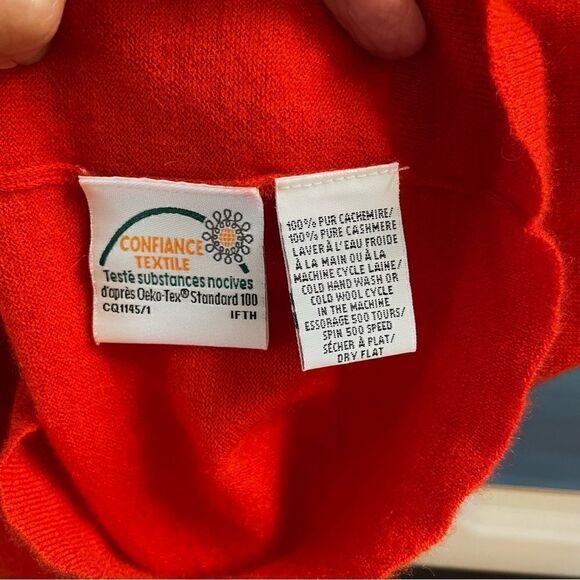 CONFIANCE
TEXTILE
Testé substances nocives
d'après Oeko-Tex® Standard 100
CQ1145/1 IFTH
100% PUR CACHEMIRE/
100% PURE CASHMERE
LAVER À L'EAU FROIDE
À LA MAIN OU À LA
MACHINE CYCLE LAINE/
COLD HAND WASH OR
COLD WOOL CYCLE
IN THE MACHINE
ESSORAGE 500 TOURS/
SPIN 500 SPEED
SÉCHER À PLAT/
DRY FLAT